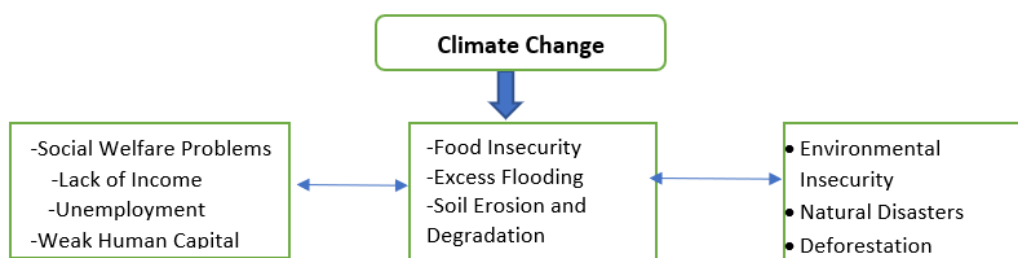 Climate Change
-Social Welfare Problems
-Lack of Income
-Unemployment
-Weak Human Capital
-Food Insecurity
-Excess Flooding
-Soil Erosion and
Degradation
• Environmental
Insecurity
• Natural Disasters
• Deforestation